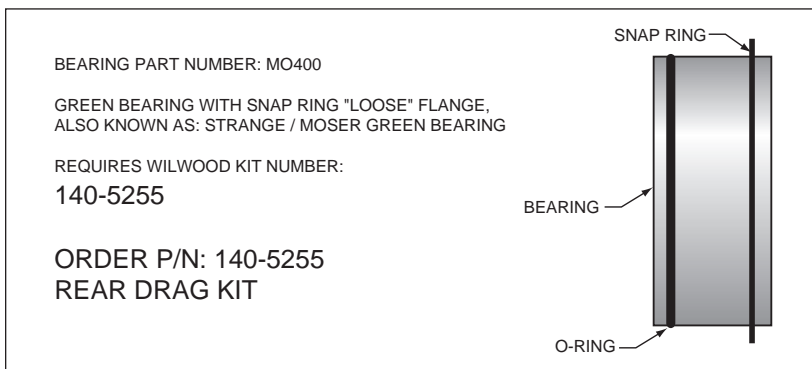 BEARING PART NUMBER: MO400
GREEN BEARING WITH SNAP RING "LOOSE" FLANGE,
ALSO KNOWN AS: STRANGE / MOSER GREEN BEARING
REQUIRES WILWOOD KIT NUMBER:
140-5255
ORDER P/N: 140-5255
REAR DRAG KIT
SNAP RING
BEARING
O-RING